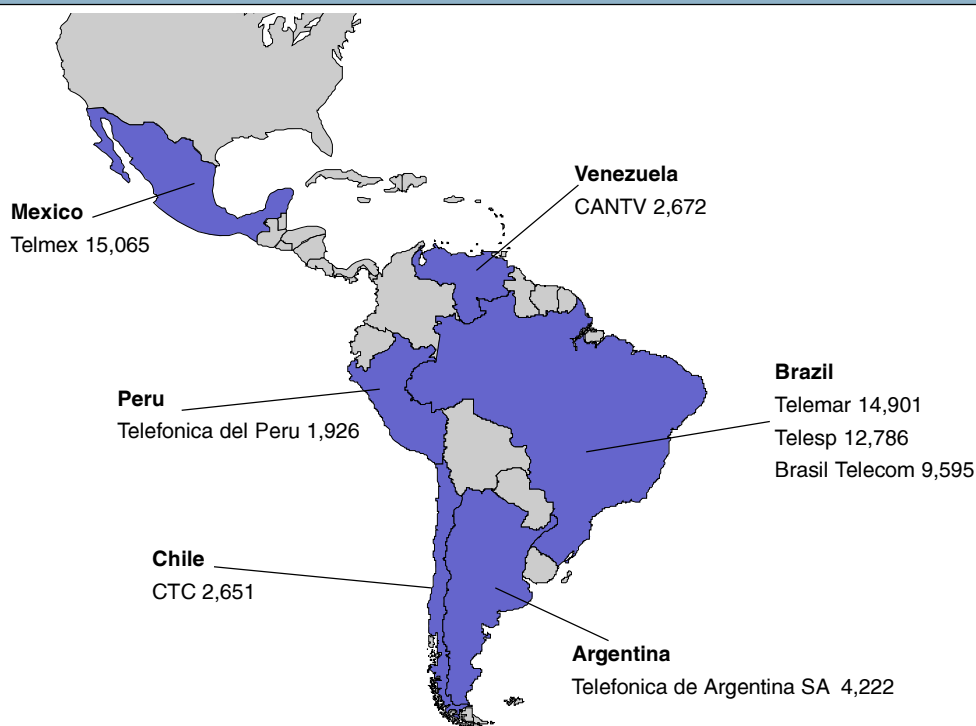 Venezuela
CANTV 2,672
Mexico
Telmex 15,065
Brazil
Telemar 14,901
Telesp 12,786
Brasil Telecom 9,595
Peru
Telefonica del Peru 1,926
Chile
CTC 2,651
Argentina
Telefonica de Argentina SA 4,222